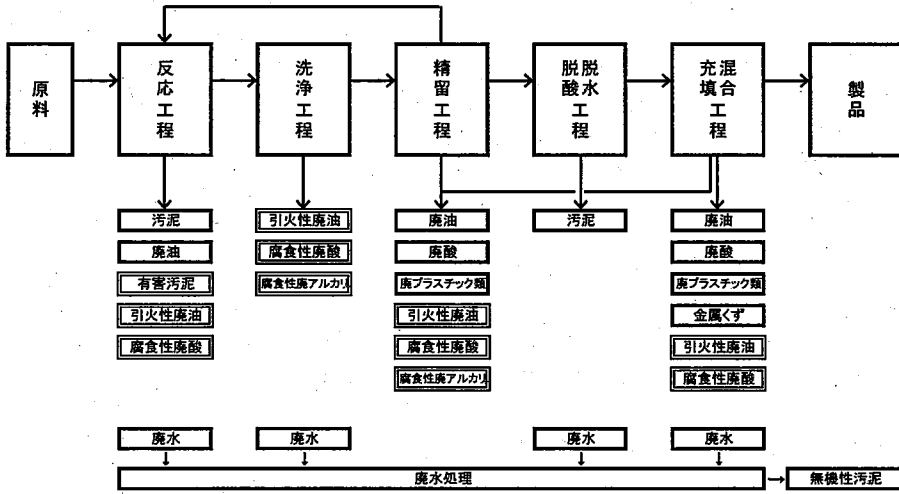 原料
反応工程
洗浄工程
精留工程
脱水脱酸工程
混合充填工程
製品
汚泥
廃油
有害汚泥
引火性廃油
腐食性廃酸
引火性廃油
腐食性廃酸
腐食性廃アルカリ
廃油
廃酸
廃プラスチック類
引火性廃油
腐食性廃酸
腐食性廃アルカリ
汚泥
廃油
廃酸
廃プラスチック類
金属くず
引火性廃油
腐食性廃酸
廃水
廃水
廃水
廃水
廃水処理
無機性汚泥